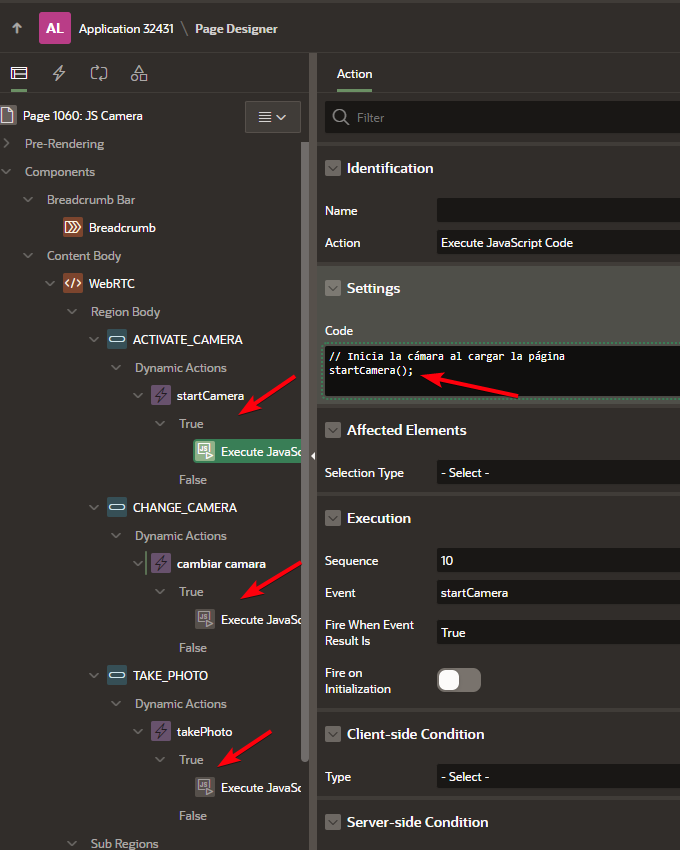 AL Application 32431 \ Page Designer
Page 1060: JS Camera
Pre-Rendering
Components
Breadcrumb Bar
Breadcrumb
Content Body
WebRTC
Region Body
ACTIVATE_CAMERA
Dynamic Actions
startCamera
True
Execute JavaSc
False
CHANGE_CAMERA
Dynamic Actions
cambiar camara
True
Execute JavaSc
False
TAKE_PHOTO
Dynamic Actions
takePhoto
True
Execute JavaSc
False
Sub Regions
Action
Filter
Identification
Name
Action Execute JavaScript Code
Settings
Code
// Inicia la cámara al cargar la página
startCamera();
Affected Elements
Selection Type - Select -
Execution
Sequence 10
Event startCamera
Fire When Event
Result Is
True
Fire on
Initialization
Client-side Condition
Type - Select -
Server-side Condition